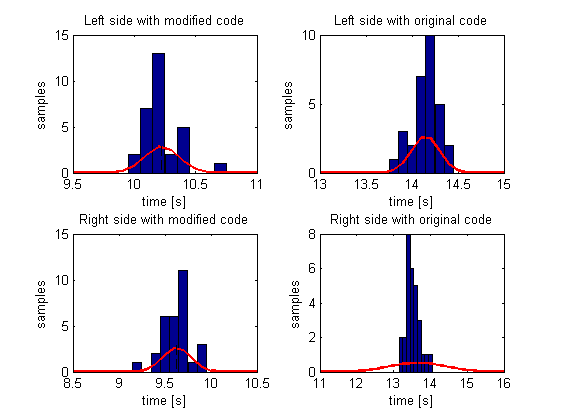 Left side with modified code
Left side with original code
15
10
5
0
samples
9.5 10 10.5 11
time [s]
10
5
0
samples
13 13.5 14 14.5 15
time [s]
Right side with modified code
Right side with original code
15
10
5
0
samples
8.5 9 9.5 10 10.5
time [s]
8
6
4
2
0
samples
11 12 13 14 15 16
time [s]